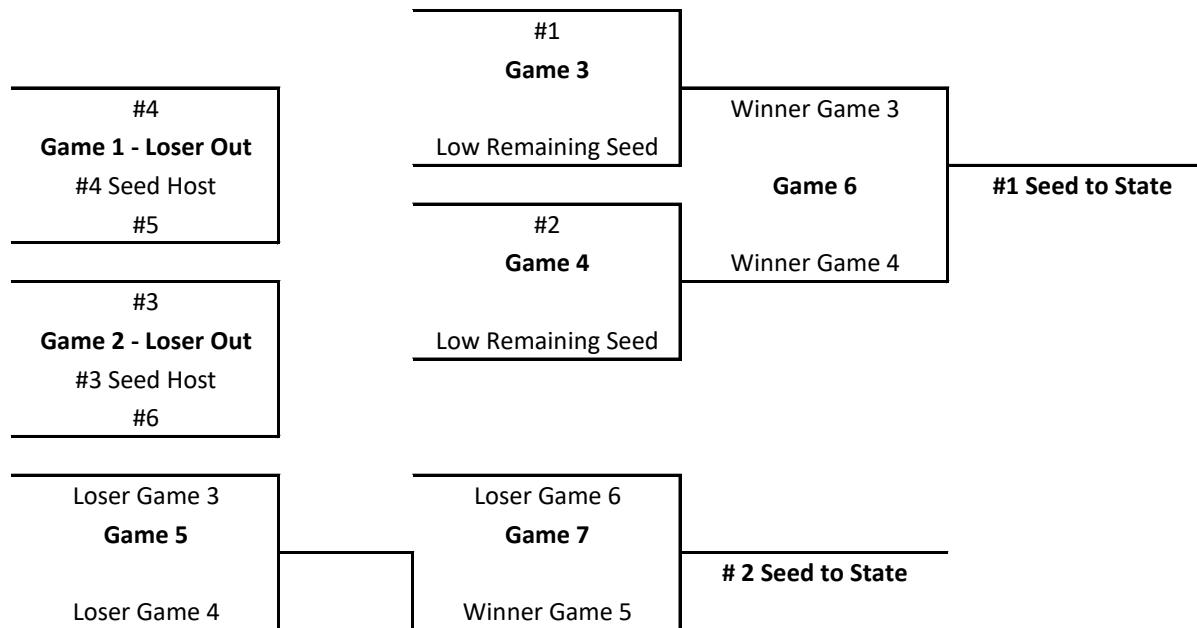 #1
Game 3
Low Remaining Seed
#4
Game 1 - Loser Out
#4 Seed Host
#5
Winner Game 3
Game 6
Winner Game 4
#1 Seed to State
#2
Game 4
Low Remaining Seed
#3
Game 2 - Loser Out
#3 Seed Host
#6
Loser Game 3
Game 5
Loser Game 4
Loser Game 6
Game 7
Winner Game 5
# 2 Seed to State